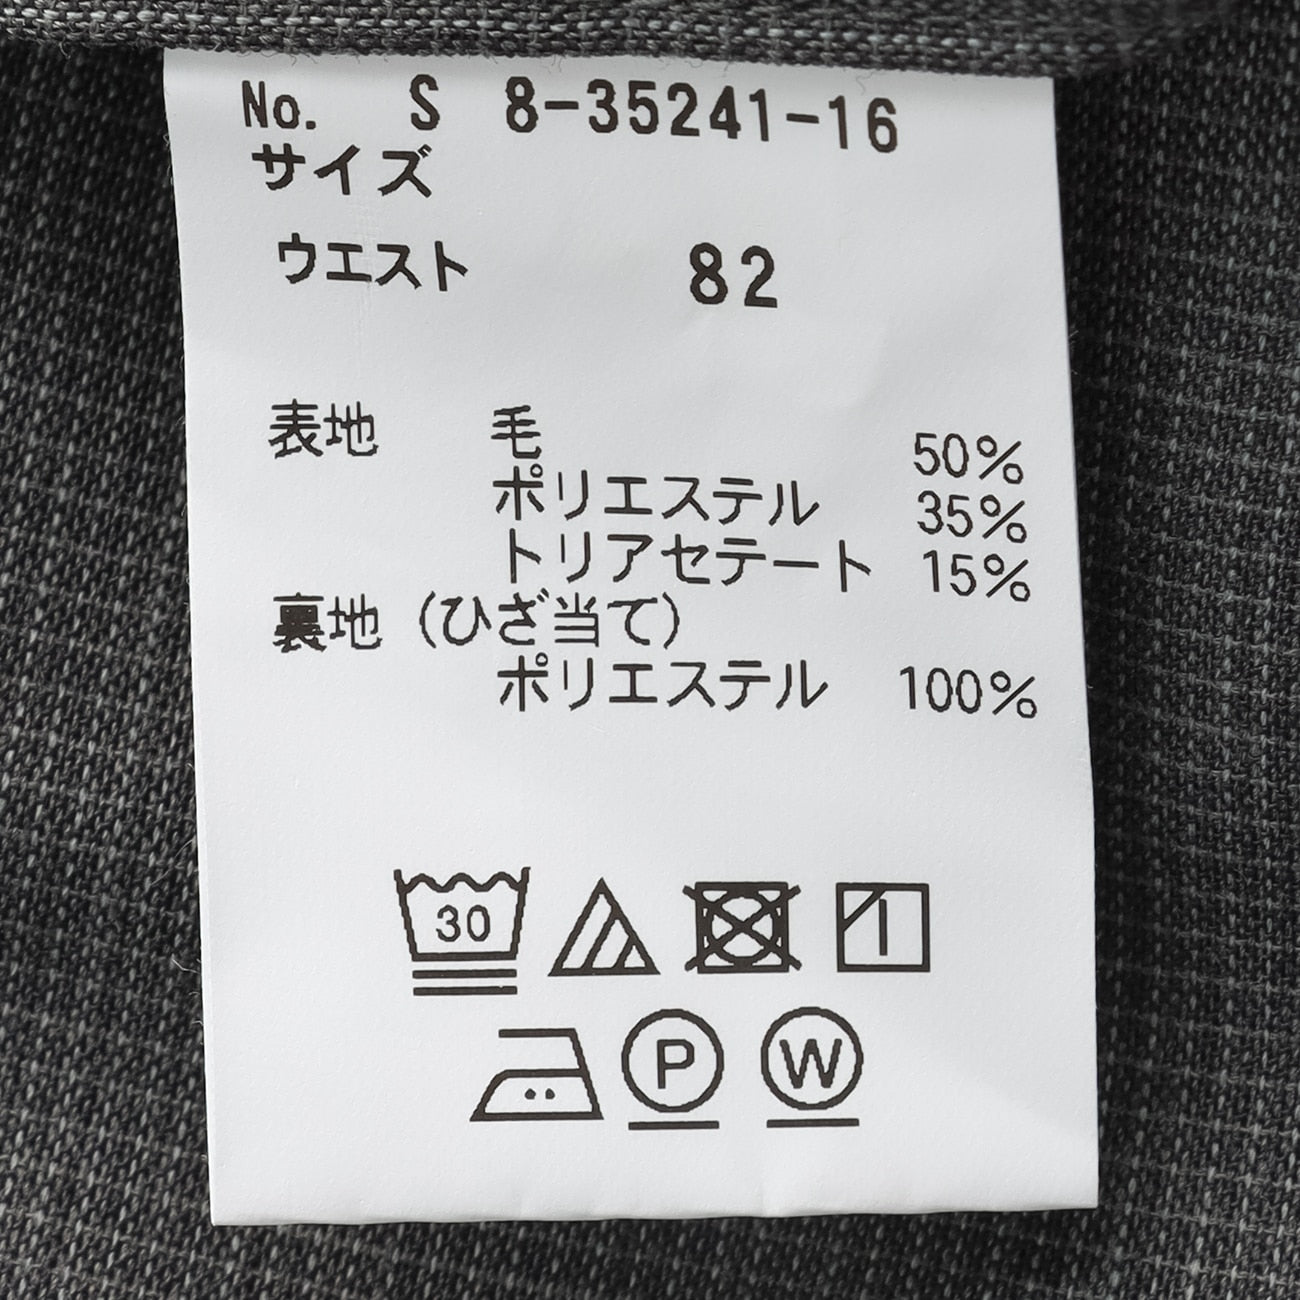 No. S 8-35241-16
サイズ
ウエスト 82
表地 毛 50%
ポリエステル 35%
トリアセテート 15%
裏地(ひざ当て)
ポリエステル 100%
30
P W